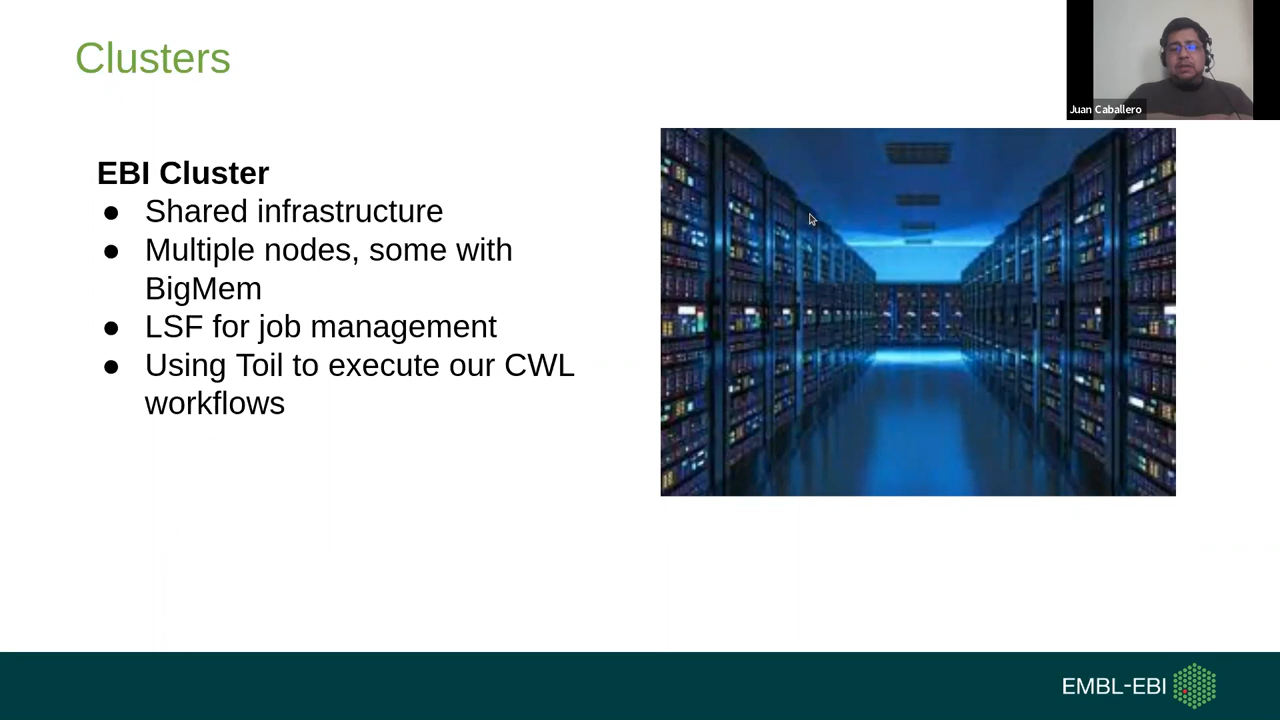 Clusters
Juan Caballero
EBI Cluster
● Shared infrastructure
● Multiple nodes, some with
BigMem
● LSF for job management
● Using Toil to execute our CWL
workflows
EMBL-EBI